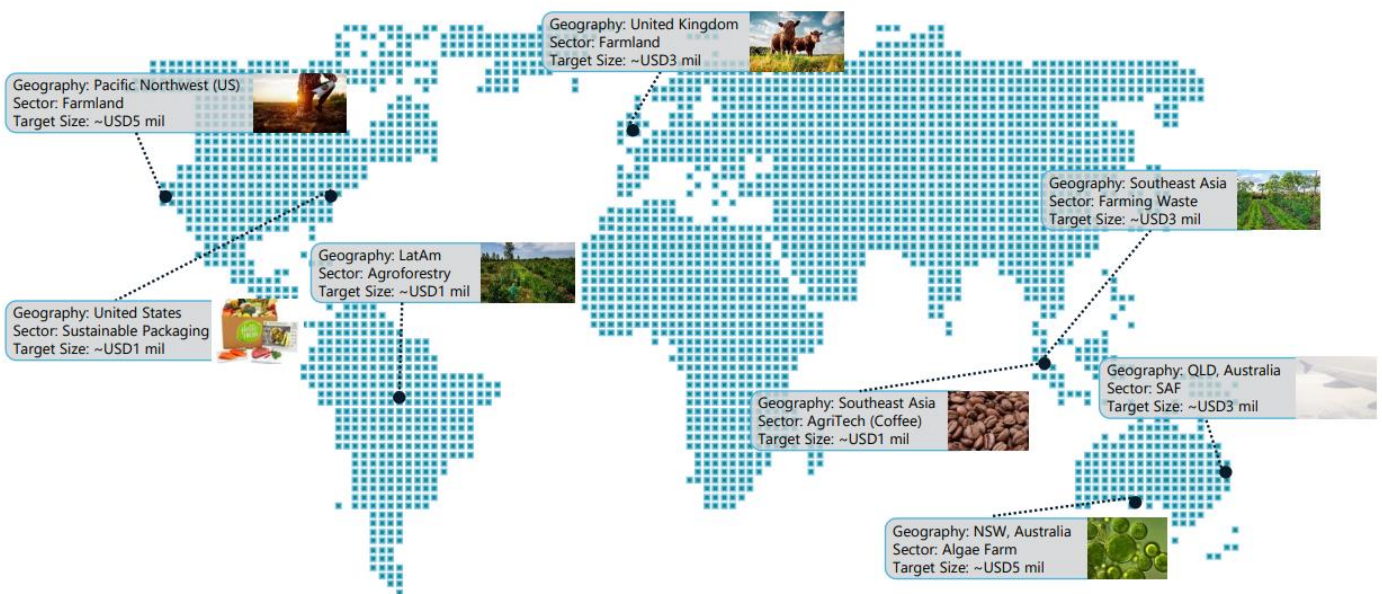 Geography: United Kingdom
Sector: Farmland
Target Size: ~USD3 mil
Geography: Pacific Northwest (US)
Sector: Farmland
Target Size: ~USD5 mil
Geography: Southeast Asia
Sector: Farming Waste
Target Size: ~USD3 mil
Geography: LatAm
Sector: Agroforestry
Target Size: ~USD1 mil
Geography: United States
Sector: Sustainable Packaging
Target Size: ~USD1 mil
Geography: QLD, Australia
Sector: SAF
Target Size: ~USD3 mil
Geography: Southeast Asia
Sector: AgriTech (Coffee)
Target Size: ~USD1 mil
Geography: NSW, Australia
Sector: Algae Farm
Target Size: ~USD5 mil